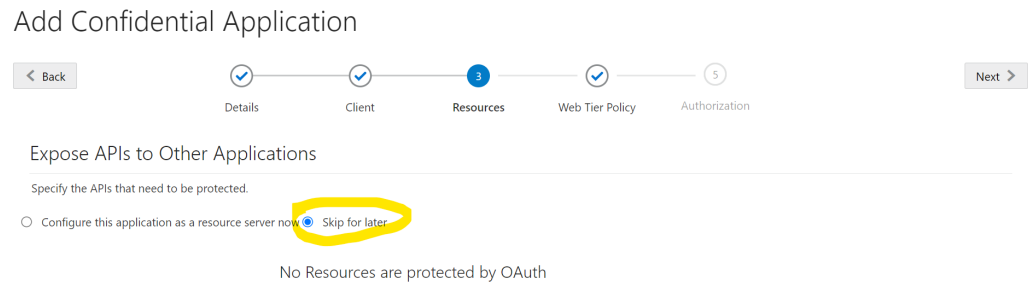 Add Confidential Application
Back
3
5
Next
Details
Client
Resources
Web Tier Policy
Authorization
Expose APIs to Other Applications
Specify the APIs that need to be protected.
Configure this application as a resource server now Skip for later
No Resources are protected by OAuth